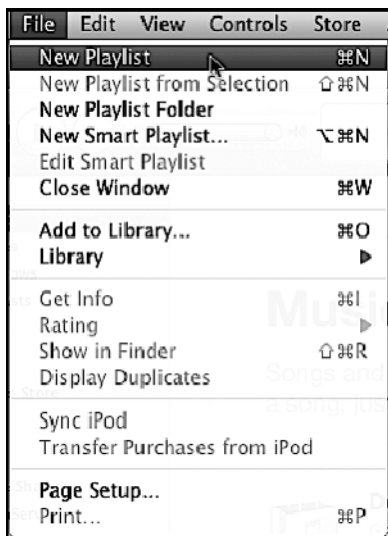 File Edit View Controls Store
New Playlist ⌘N
New Playlist from Selection ⇧⌘N
New Playlist Folder
New Smart Playlist... ⌥⌘N
Edit Smart Playlist
Close Window ⌘W
Add to Library... ⌘O
Library
Get Info ⌘I
Rating
Show in Finder ⇧⌘R
Display Duplicates
Sync iPod
Transfer Purchases from iPod
Page Setup...
Print... ⌘P
Songs and
a song, jus
Store